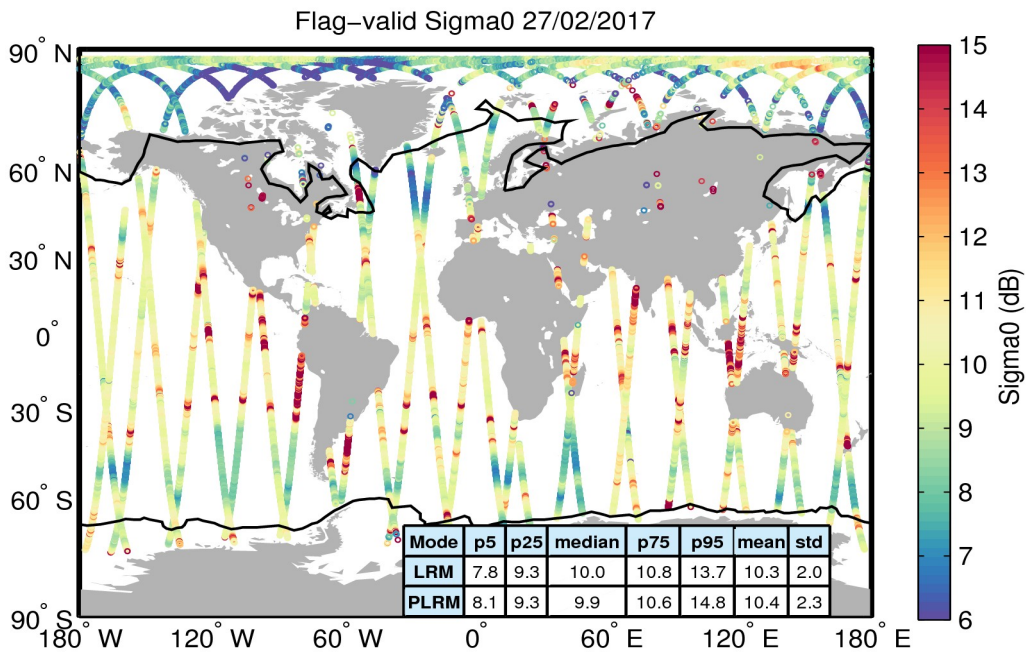 Flag-valid Sigma0 27/02/2017
90° N
60° N
30° N
0°
30° S
60° S
90° S
180° W
120° W
60° W
0°
60° E
120° E
180° E
Mode p5 p25 median p75 p95 mean std
LRM 7.8 9.3 10.0 10.8 13.7 10.3 2.0
PLRM 8.1 9.3 9.9 10.6 14.8 10.4 2.3
15
14
13
12
11
10
9
8
7
6
Sigma0 (dB)